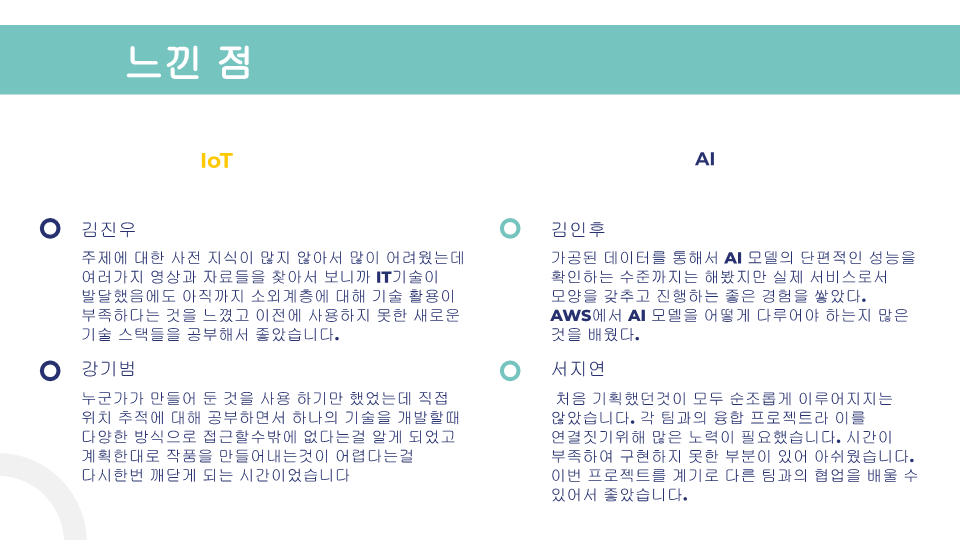 느낀 점
IoT
김진우
주제에 대한 사전 지식이 많지 않아서 많이 어려웠는데
여러가지 영상과 자료들을 찾아서 보니까 IT기술이
발달했음에도 아직까지 소외계층에 대해 기술 활용이
부족하다는 것을 느꼈고 이전에 사용하지 못한 새로운
기술 스택들을 공부해서 좋았습니다.
강기범
누군가가 만들어 둔 것을 사용 하기만 했었는데 직접
위치 추적에 대해 공부하면서 하나의 기술을 개발할때
다양한 방식으로 접근할수밖에 없다는걸 알게 되었고
계획한대로 작품을 만들어내는것이 어렵다는걸
다시한번 깨닫게 되는 시간이었습니다
AI
김인후
가공된 데이터를 통해서 AI 모델의 단편적인 성능을
확인하는 수준까지는 해봤지만 실제 서비스로서
모양을 갖추고 진행하는 좋은 경험을 쌓았다.
AWS에서 AI 모델을 어떻게 다루어야 하는지 많은
것을 배웠다.
서지연
처음 기획했던것이 모두 순조롭게 이루어지지는
않았습니다. 각 팀과의 융합 프로젝트라 이를
연결짓기위해 많은 노력이 필요했습니다. 시간이
부족하여 구현하지 못한 부분이 있어 아쉬웠습니다.
이번 프로젝트를 계기로 다른 팀과의 협업을 배울 수
있어서 좋았습니다.